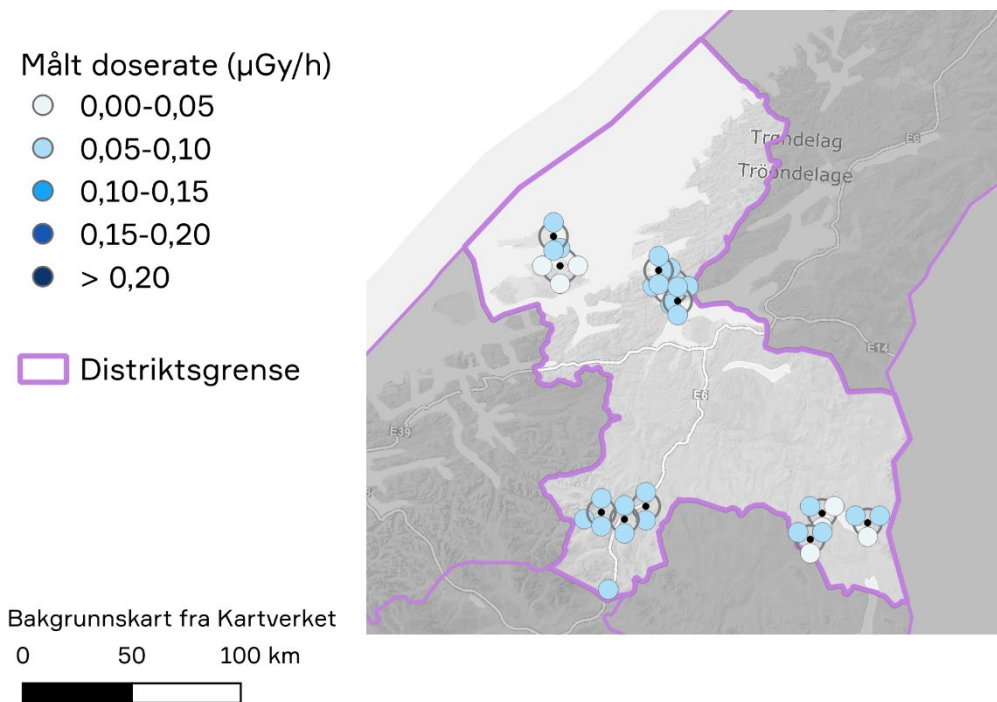 Målt doserate (µGy/h)
0,00-0,05
0,05-0,10
0,10-0,15
0,15-0,20
> 0,20
Distriktsgrense
Bakgrunnskart fra Kartverket
0 50 100 km
Trøndelag
Tröondelage
E6
E14
E6
E39